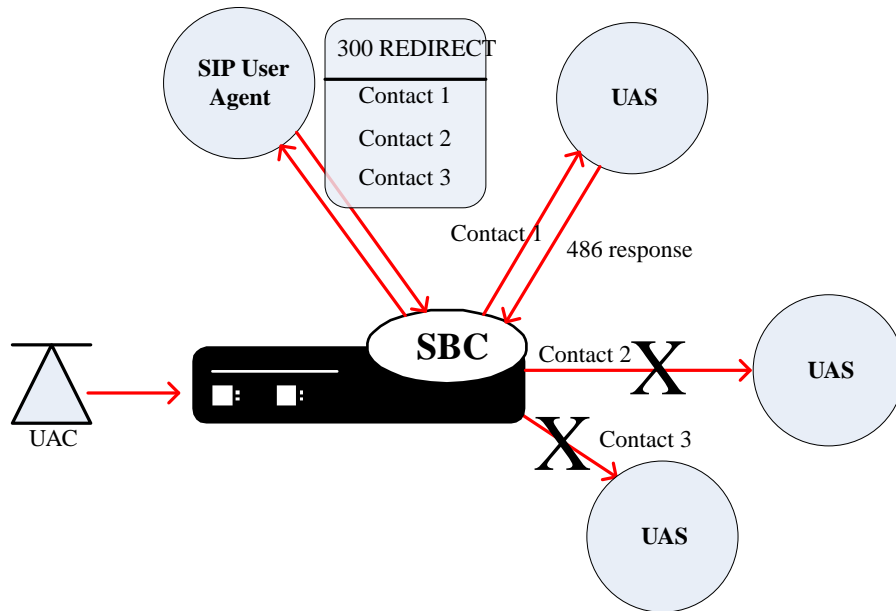 SIP User
Agent
300 REDIRECT
Contact 1
Contact 2
Contact 3
UAS
Contact 1
486 response
SBC
Contact 2
X
UAS
UAC
X
Contact 3
UAS